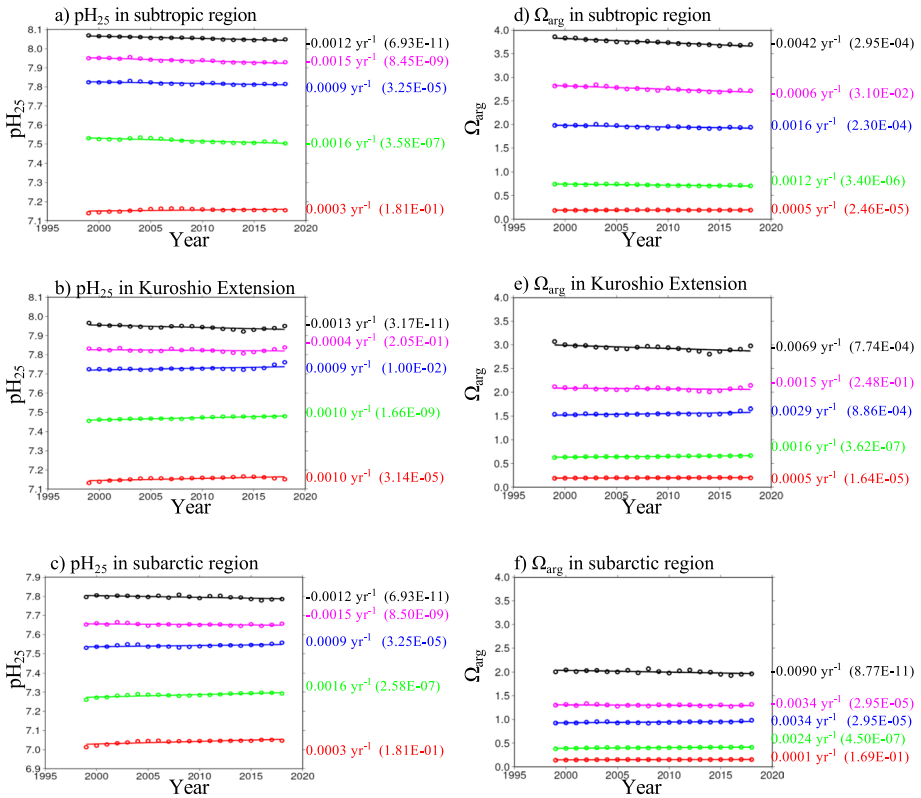 a) pH25 in subtropic region
pH25
8.1
8.0
7.9
7.8
7.7
7.6
7.5
7.4
7.3
7.2
7.1
1995
2000
2005
2010
2015
2020
Year
-0.0012 yr-1 (6.93E-11)
-0.0015 yr-1 (8.45E-09)
0.0009 yr-1 (3.25E-05)
-0.0016 yr-1 (3.58E-07)
0.0003 yr-1 (1.81E-01)
d) Ωarg in subtropic region
Ωarg
4.0
3.5
3.0
2.5
2.0
1.5
1.0
0.5
0.0
1995
2000
2005
2010
2015
2020
Year
-0.0042 yr-1 (2.95E-04)
-0.0006 yr-1 (3.10E-02)
0.0016 yr-1 (2.30E-04)
0.0012 yr-1 (3.40E-06)
0.0005 yr-1 (2.46E-05)
b) pH25 in Kuroshio Extension
pH25
8.1
8.0
7.9
7.8
7.7
7.6
7.5
7.4
7.3
7.2
7.1
1995
2000
2005
2010
2015
2020
Year
-0.0013 yr-1 (3.17E-11)
-0.0004 yr-1 (2.05E-01)
0.0009 yr-1 (1.00E-02)
0.0010 yr-1 (1.66E-09)
0.0010 yr-1 (3.14E-05)
e) Ωarg in Kuroshio Extension
Ωarg
4.0
3.5
3.0
2.5
2.0
1.5
1.0
0.5
0.0
1995
2000
2005
2010
2015
2020
Year
-0.0069 yr-1 (7.74E-04)
-0.0015 yr-1 (2.48E-01)
0.0029 yr-1 (8.86E-04)
0.0016 yr-1 (3.62E-07)
0.0005 yr-1 (1.64E-05)
c) pH25 in subarctic region
pH25
7.9
7.8
7.7
7.6
7.5
7.4
7.3
7.2
7.1
7.0
6.9
1995
2000
2005
2010
2015
2020
Year
-0.0012 yr-1 (6.93E-11)
-0.0015 yr-1 (8.50E-09)
0.0009 yr-1 (3.25E-05)
0.0016 yr-1 (2.58E-07)
0.0003 yr-1 (1.81E-01)
f) Ωarg in subarctic region
Ωarg
4.0
3.5
3.0
2.5
2.0
1.5
1.0
0.5
0.0
1995
2000
2005
2010
2015
2020
Year
-0.0090 yr-1 (8.77E-11)
-0.0034 yr-1 (2.95E-05)
0.0034 yr-1 (2.95E-05)
0.0024 yr-1 (4.50E-07)
0.0001 yr-1 (1.69E-01)